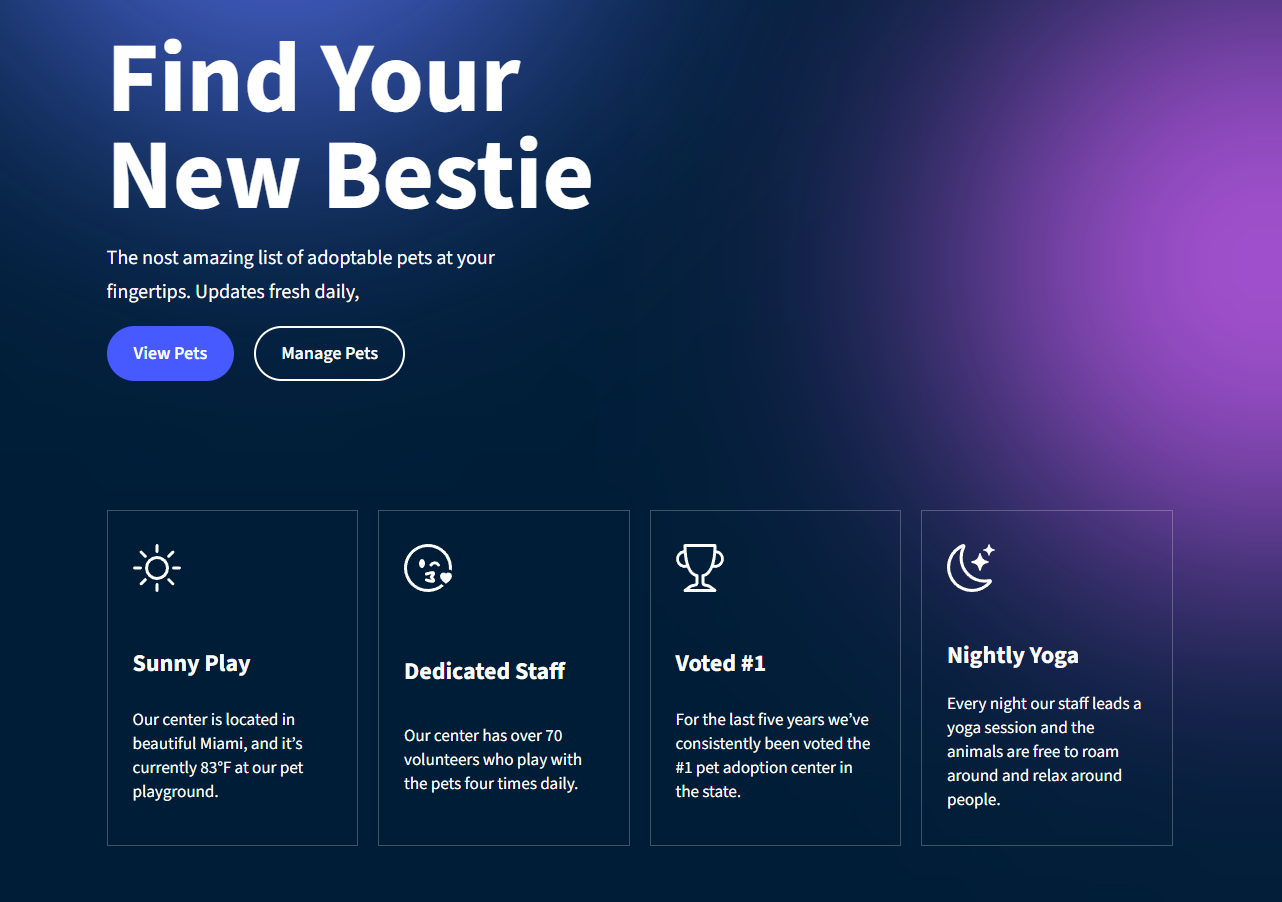 Find Your
New Bestie
The nost amazing list of adoptable pets at your
fingertips. Updates fresh daily,
View Pets
Manage Pets
Sunny Play
Our center is located in
beautiful Miami, and it’s
currently 83°F at our pet
playground.
Dedicated Staff
Our center has over 70
volunteers who play with
the pets four times daily.
Voted #1
For the last five years we’ve
consistently been voted the
#1 pet adoption center in
the state.
Nightly Yoga
Every night our staff leads a
yoga session and the
animals are free to roam
around and relax around
people.